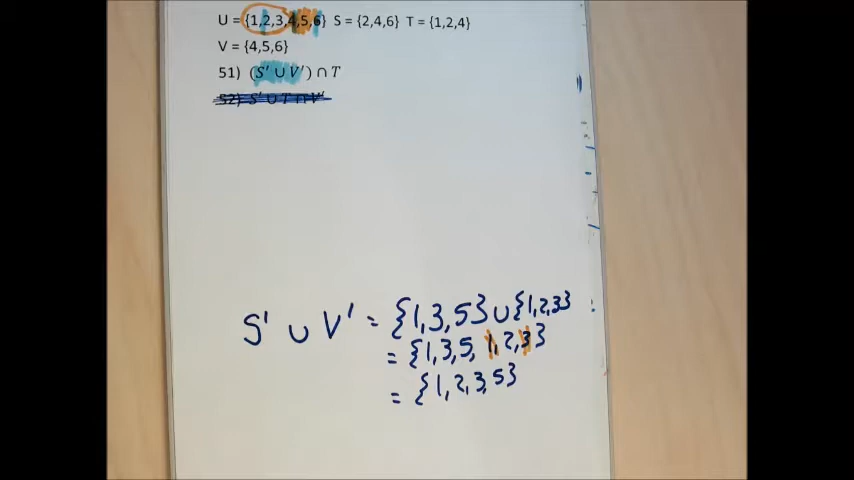 U = {1,2,3,4,5,6} S = {2,4,6} T = {1,2,4}
V = {4,5,6}
51) (S' ∪ V') ∩ T
52) S' ∪ T ∩ V'
S' ∪ V' = {1,3,5} ∪ {1,2,3}
= {1,3,5,1,2,3}
= {1,2,3,5}